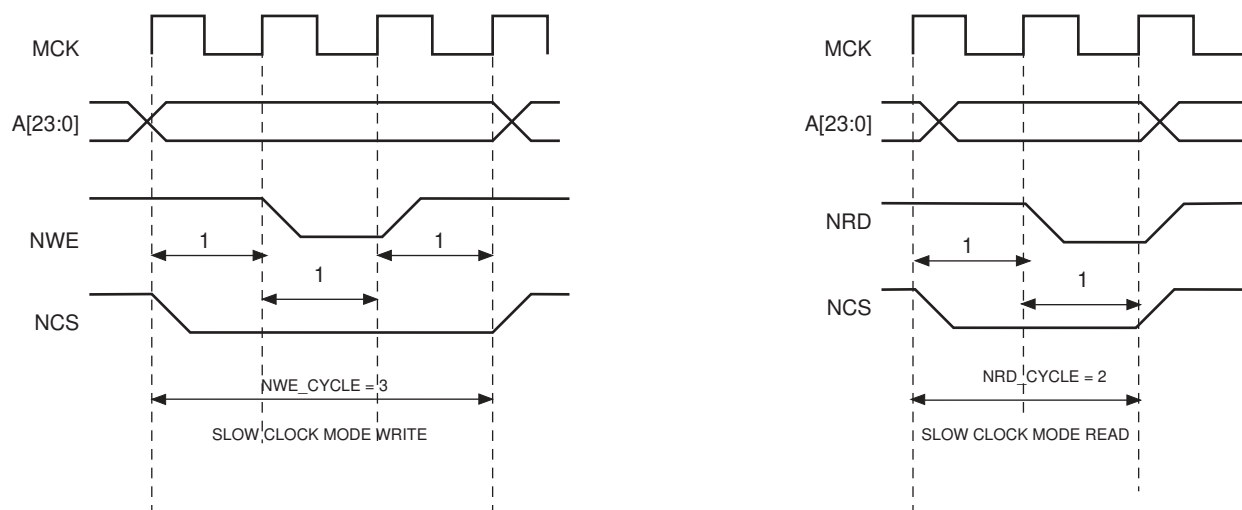 MCK
A[23:0]
NWE
1
1
1
NCS
NWE_CYCLE = 3
SLOW CLOCK MODE WRITE
MCK
A[23:0]
NRD
1
1
NCS
NRD_CYCLE = 2
SLOW CLOCK MODE READ